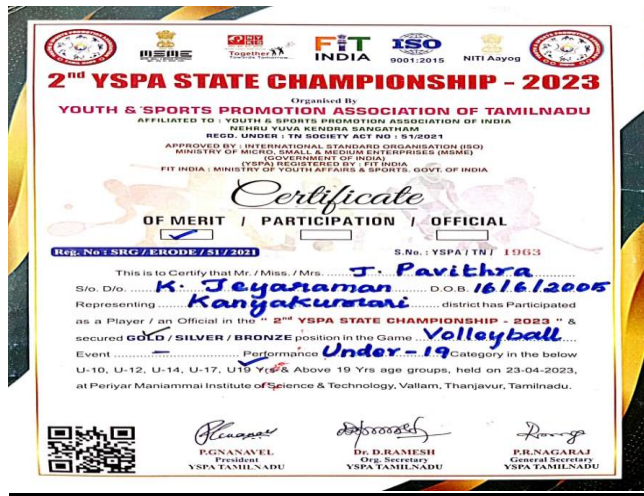 MSME
Together
Towards Tomorrow
FIT
INDIA
ISO
9001:2015
NITI Aayog
2nd YSPA STATE CHAMPIONSHIP - 2023
Organised By
YOUTH & SPORTS PROMOTION ASSOCIATION OF TAMILNADU
AFFILIATED TO : YOUTH & SPORTS PROMOTION ASSOCIATION OF INDIA
NEHRU YUVA KENDRA SANGATHAM
REGD. UNDER : TN SOCIETY ACT NO : 51/2021
APPROVED BY : INTERNATIONAL STANDARD ORGANISATION (ISO)
MINISTRY OF MICRO, SMALL & MEDIUM ENTERPRISES (MSME)
(GOVERNMENT OF INDIA)
(YSPA) REGISTERED BY : FIT INDIA
FIT INDIA : MINISTRY OF YOUTH AFFAIRS & SPORTS. GOVT. OF INDIA
Certificate
OF MERIT / PARTICIPATION / OFFICIAL
Reg. No : SRG / ERODE / 51 / 2021 S.No. : YSPA / TN / 1963
This is to Certify that Mr. / Miss. / Mrs. J. Pavithra
S/o. D/o. K. Jeyaraman D.O.B. 16/6/2005
Representing Kanyakumari district has Participated
as a Player / an Official in the " 2nd YSPA STATE CHAMPIONSHIP - 2023 " &
secured GOLD / SILVER / BRONZE position in the Game Volleyball
Event — Performance Under-19 Category in the below
U-10, U-12, U-14, U-17, U19 Yrs & Above 19 Yrs age groups, held on 23-04-2023,
at Periyar Maniammai Institute of Science & Technology, Vallam, Thanjavur, Tamilnadu.
P.GNANAVEL Dr. D.RAMESH P.R.NAGARAJ
President Org. Secretary General Secretary
YSPA TAMILNADU YSPA TAMILNADU YSPA TAMILNADU